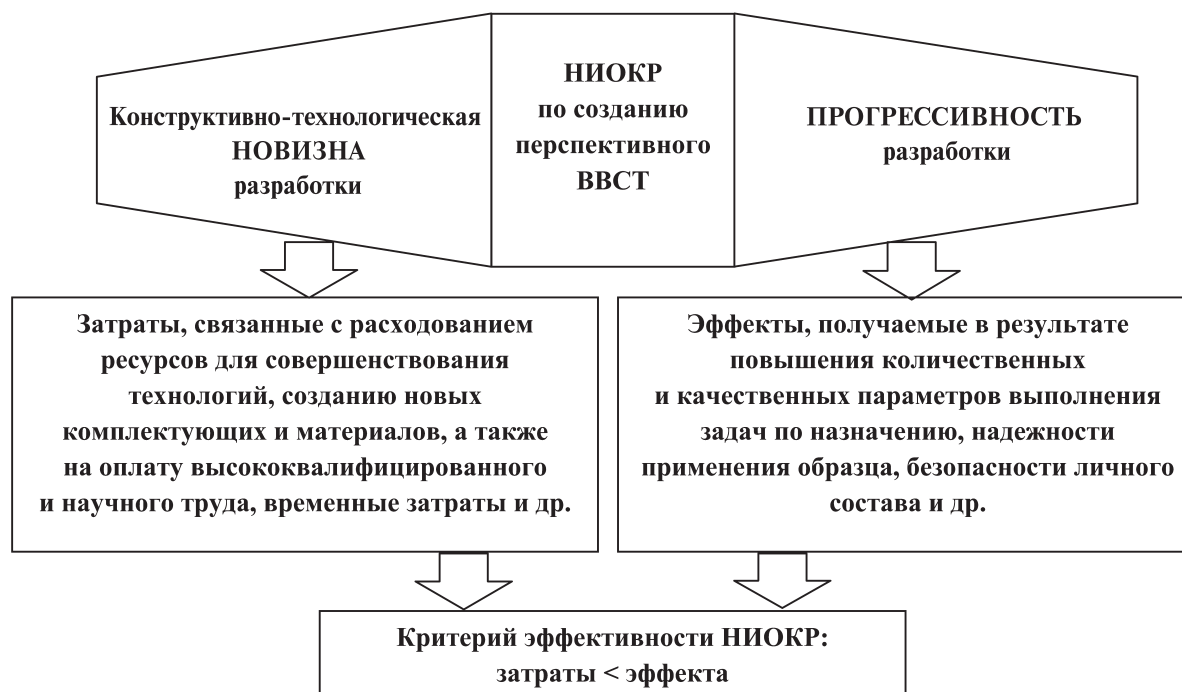 Конструктивно-технологическая
НОВИЗНА
разработки
НИОКР
по созданию
перспективного
ВВСТ
ПРОГРЕССИВНОСТЬ
разработки
Затраты, связанные с расходованием
ресурсов для совершенствования
технологий, созданию новых
комплектующих и материалов, а также
на оплату высококвалифицированного
и научного труда, временные затраты и др.
Эффекты, получаемые в результате
повышения количественных
и качественных параметров выполнения
задач по назначению, надежности
применения образца, безопасности личного
состава и др.
Критерий эффективности НИОКР:
затраты < эффекта